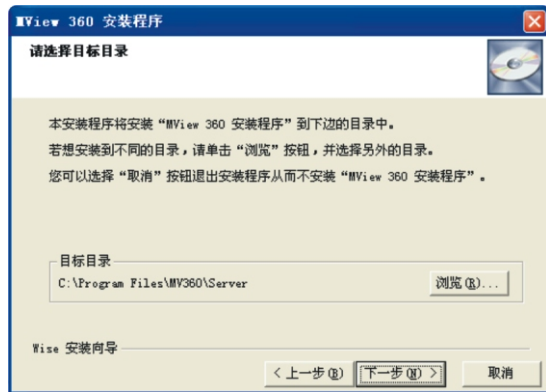 MView 360 安装程序
请选择目标目录
本安装程序将安装“MView 360 安装程序”到下边的目录中。
若想安装到不同的目录，请单击“浏览”按钮，并选择另外的目录。
您可以选择“取消”按钮退出安装程序从而不安装“MView 360 安装程序”。
目标目录
C:\Program Files\MV360\Server
浏览(R)...
Wise 安装向导
< 上一步(B)
下一步(N) >
取消